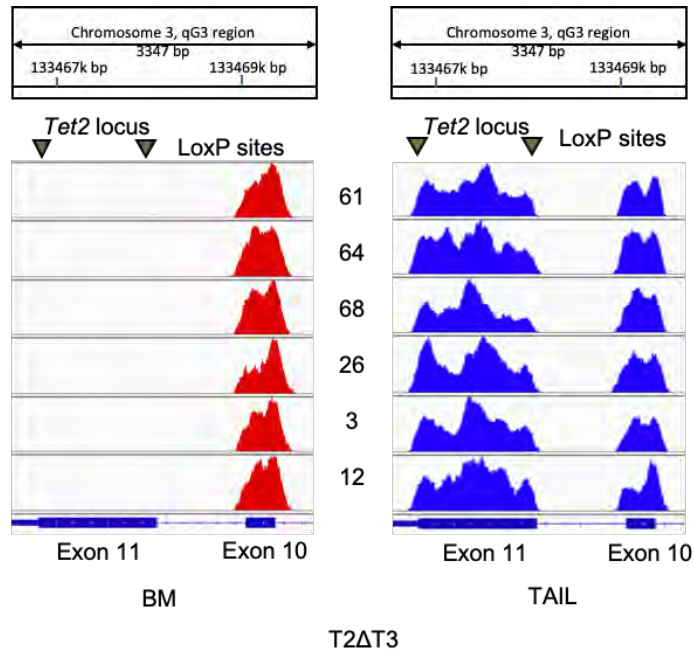 Chromosome 3, qG3 region
3347 bp
133467k bp 133469k bp
Tet2 locus
LoxP sites
Chromosome 3, qG3 region
3347 bp
133467k bp 133469k bp
Tet2 locus
LoxP sites
61
64
68
26
3
12
Exon 11 Exon 10
Exon 11 Exon 10
BM
TAIL
T2ΔT3